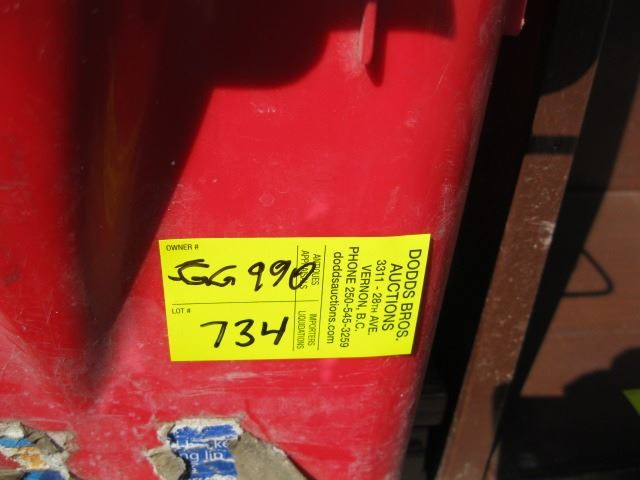 OWNER #
GG 990
LOT #
734
ANTIQUES
APPRAISALS
IMPORTERS
LIQUIDATIONS
DODDS BROS.
AUCTIONS
3311 - 28TH AVE.
VERNON, B.C.
PHONE 250-545-3259
doddsauctions.com